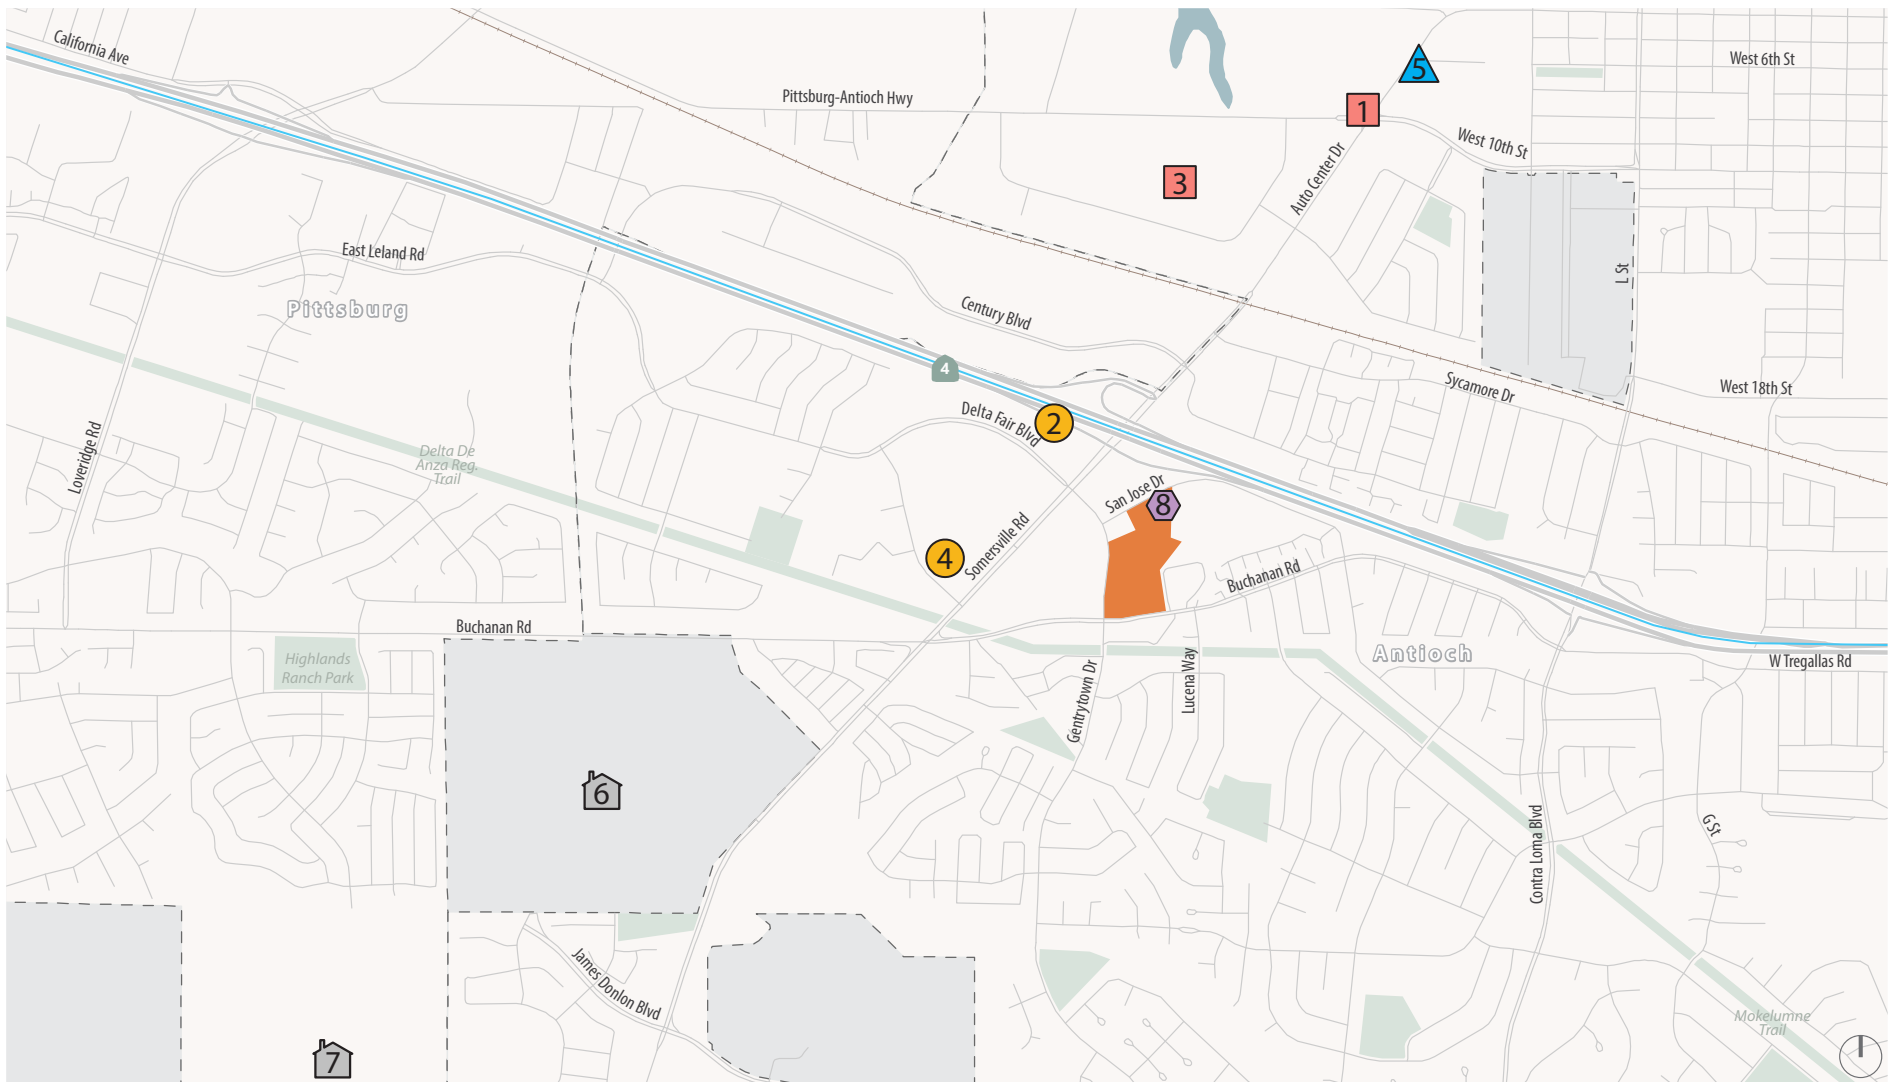 California Ave
West 6th St
5
Pittsburg-Antioch Hwy
1
West 10th St
Auto Center Dr
3
East Leland Rd
L St
Pittsburg
Century Blvd
4
Sycamore Dr
West 18th St
Delta Fair Blvd
2
Loveridge Rd
Delta De
Anza Reg.
Trail
San Jose Dr
8
Somersville Rd
4
Buchanan Rd
Buchanan Rd
Antioch
W Tregallas Rd
Highlands
Ranch Park
Gentrytown Dr
Lucena Way
6
Contra Loma Blvd
G St
James Donlon Blvd
Mokelumne
Trail
7